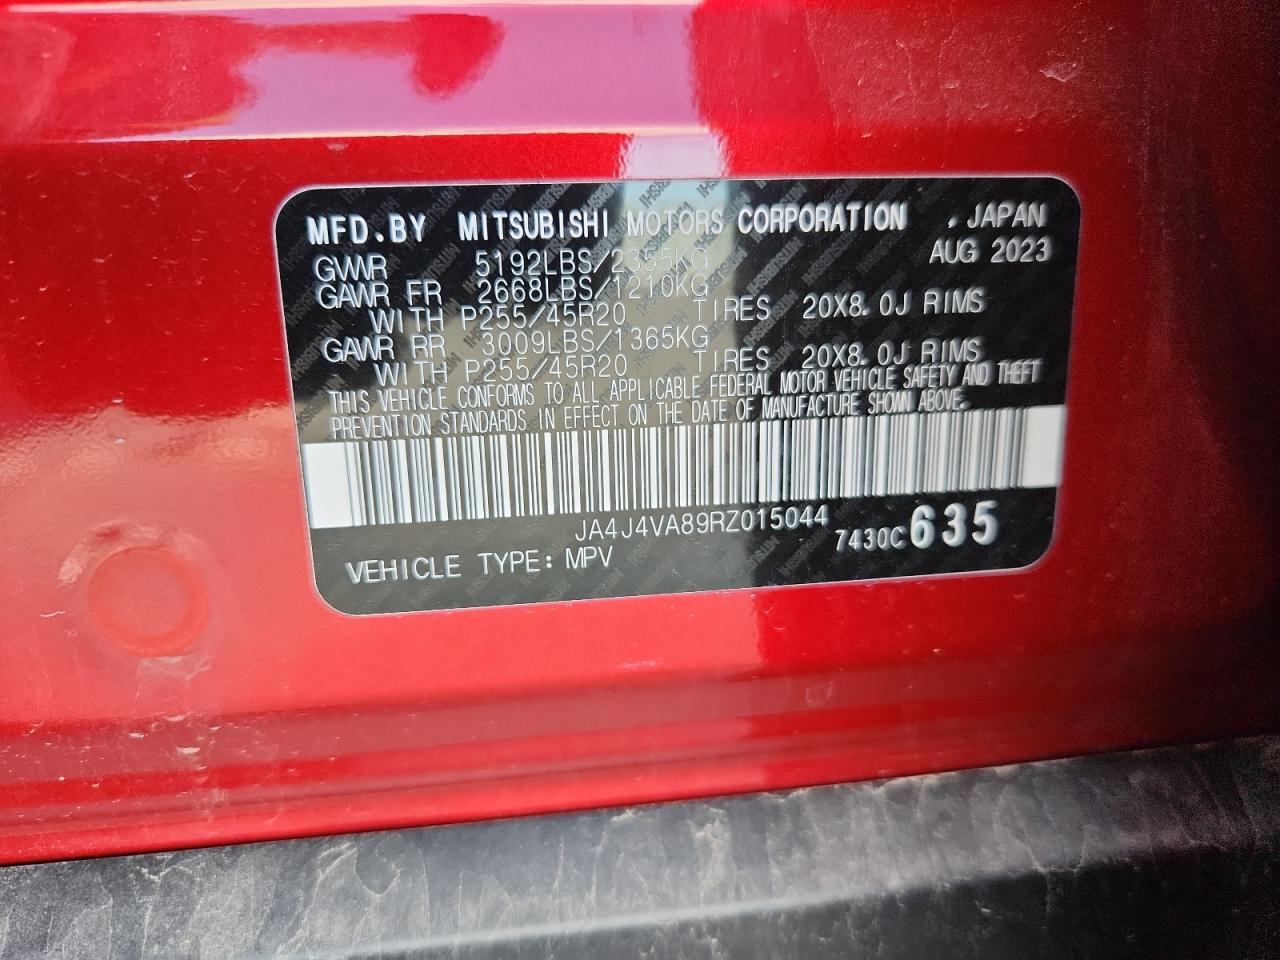 MFD.BY MITSUBISHI MOTORS CORPORATION , JAPAN
AUG 2023
GVWR 5192LBS/2355KG
GAWR FR 2668LBS/1210KG
WITH P255/45R20 TIRES 20X8.0J RIMS
GAWR RR 3009LBS/1365KG
WITH P255/45R20 TIRES 20X8.0J RIMS
THIS VEHICLE CONFORMS TO ALL APPLICABLE FEDERAL MOTOR VEHICLE SAFETY AND THEFT
PREVENTION STANDARDS IN EFFECT ON THE DATE OF MANUFACTURE SHOWN ABOVE.
JA4J4VA89RZ015044
7430C635
VEHICLE TYPE: MPV